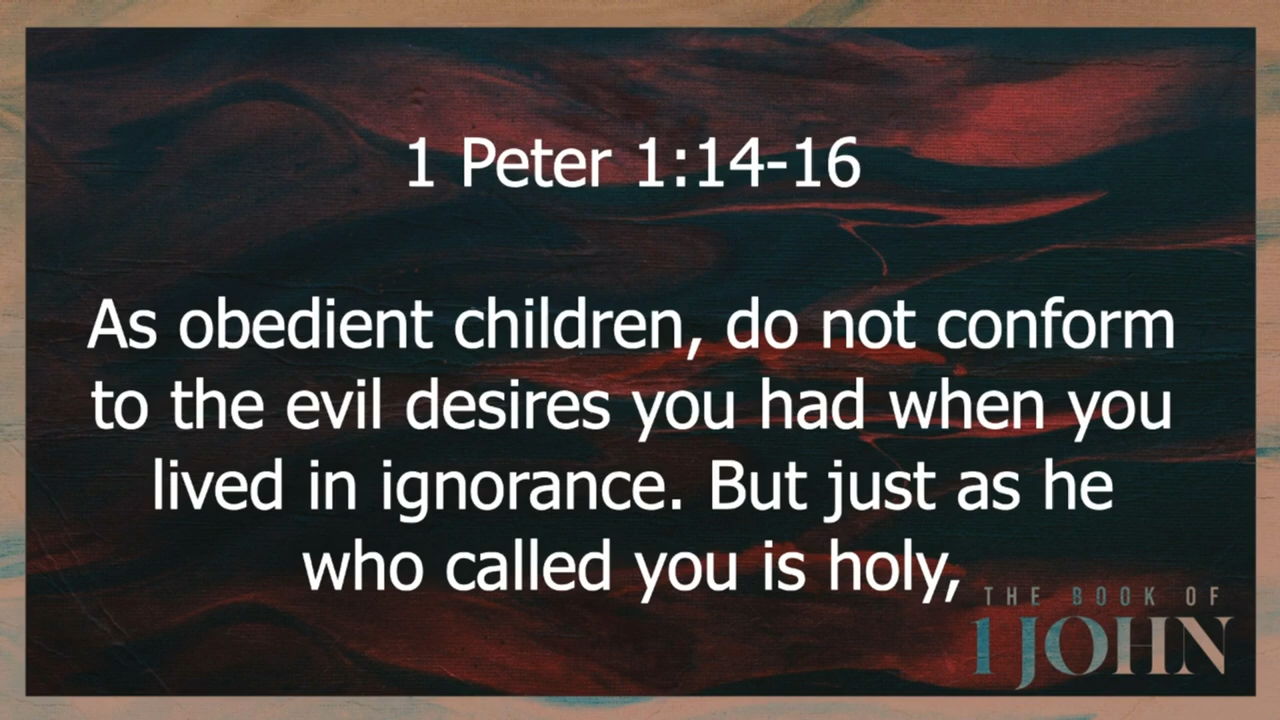 1 Peter 1:14-16
As obedient children, do not conform
to the evil desires you had when you
lived in ignorance. But just as he
who called you is holy,
THE BOOK OF
1 JOHN